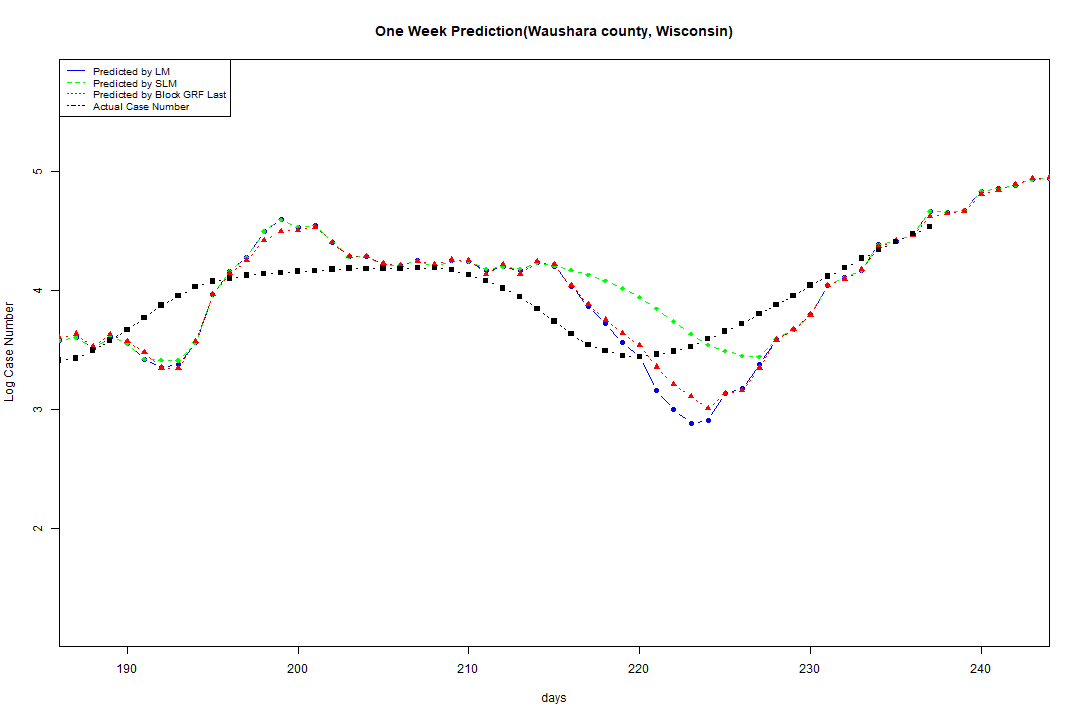 One Week Prediction(Waushara county, Wisconsin)
Predicted by LM
Predicted by SLM
Predicted by Block GRF Last
Actual Case Number
5
4
3
2
Log Case Number
190 200 210 220 230 240
days